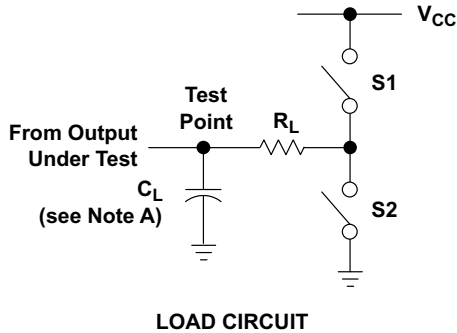 VCC
S1
Test
Point
RL
From Output
Under Test
CL
(see Note A)
S2
LOAD CIRCUIT